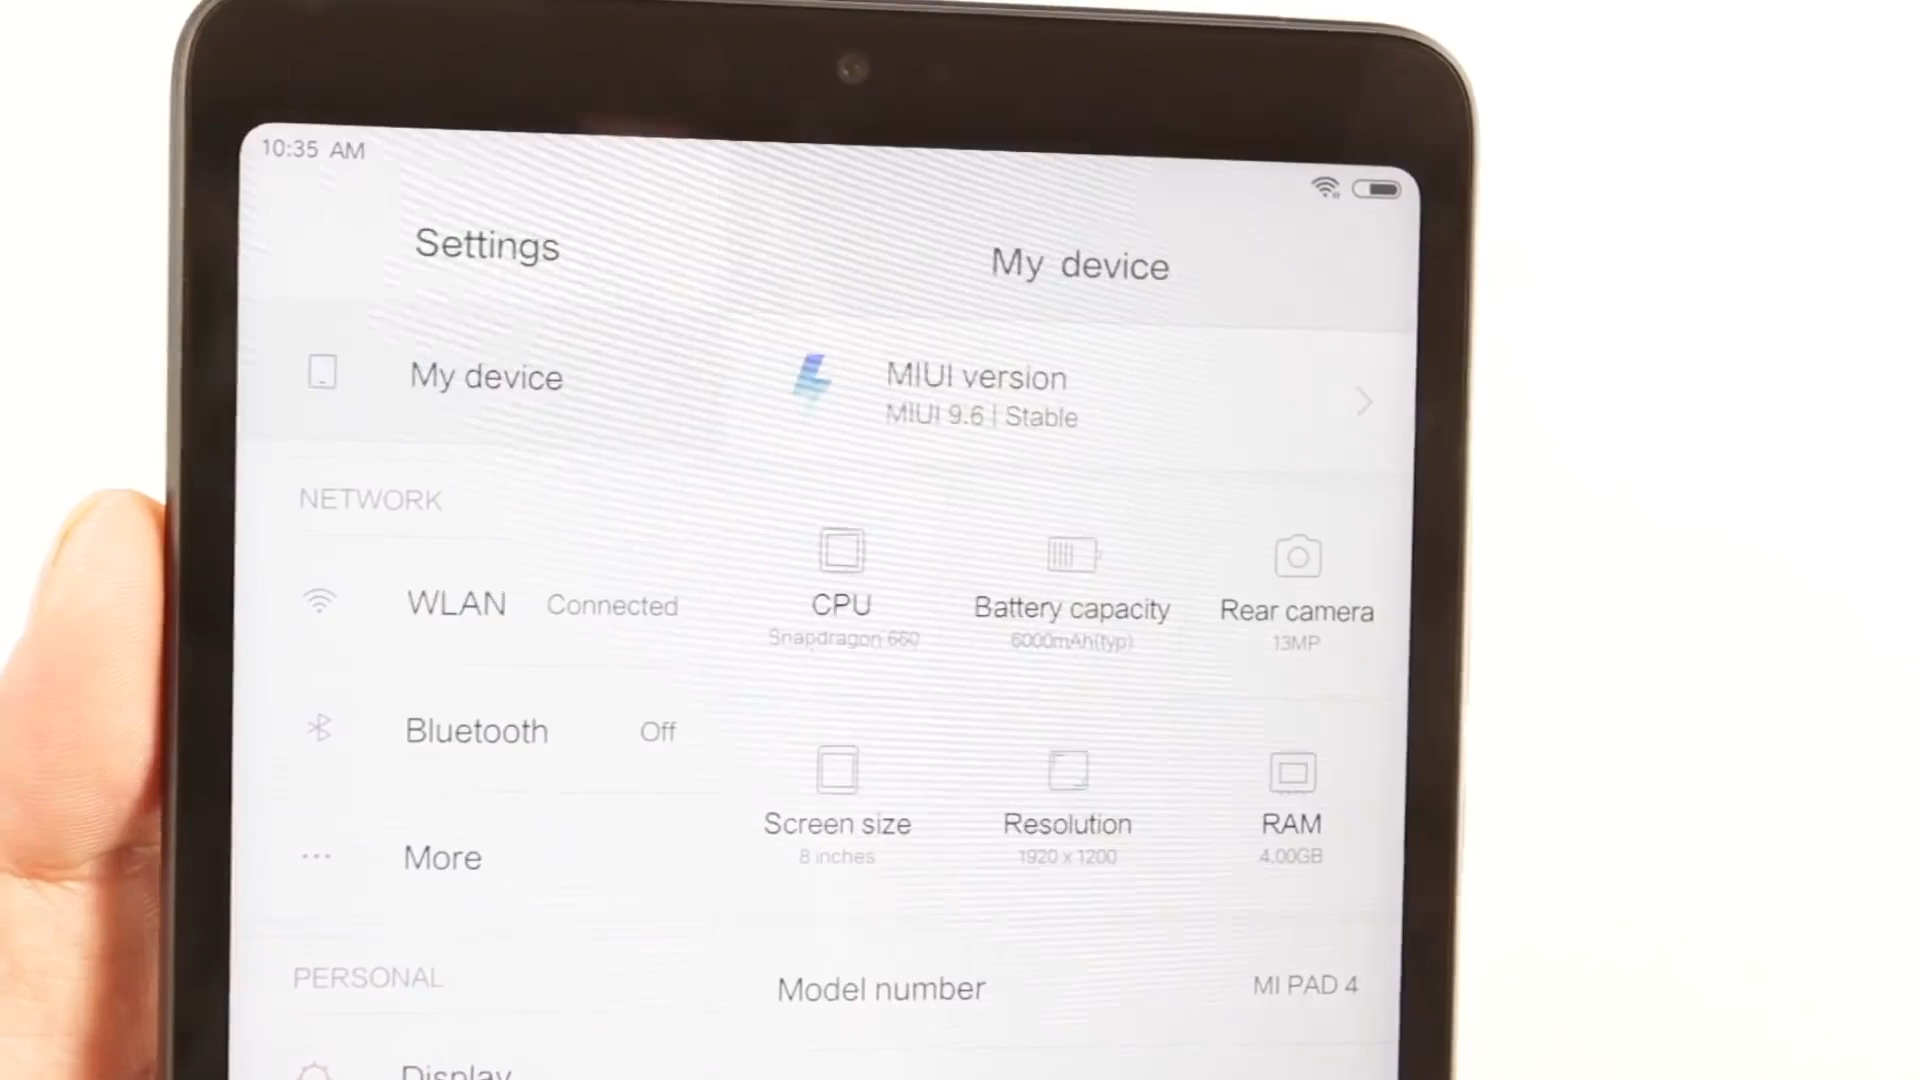 10:35 AM
Settings
My device
My device
MIUI version
MIUI 9.6 | Stable
NETWORK
WLAN Connected
Bluetooth Off
More
PERSONAL
Display
CPU
Snapdragon 660
Battery capacity
6000mAh(typ)
Rear camera
13MP
Screen size
8 inches
Resolution
1920 x 1200
RAM
4.00GB
Model number MI PAD 4